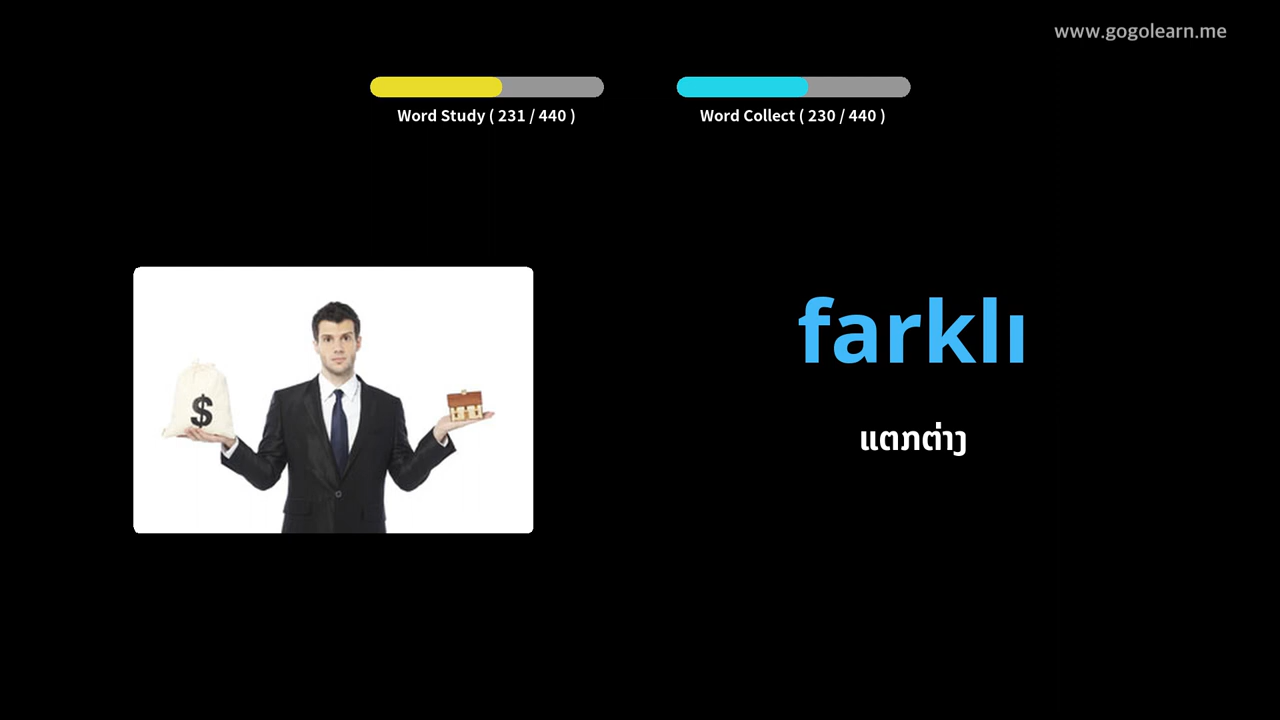 www.gogolearn.me
Word Study ( 231 / 440 )
Word Collect ( 230 / 440 )
$
farklı
ແຕກຕ່າງ